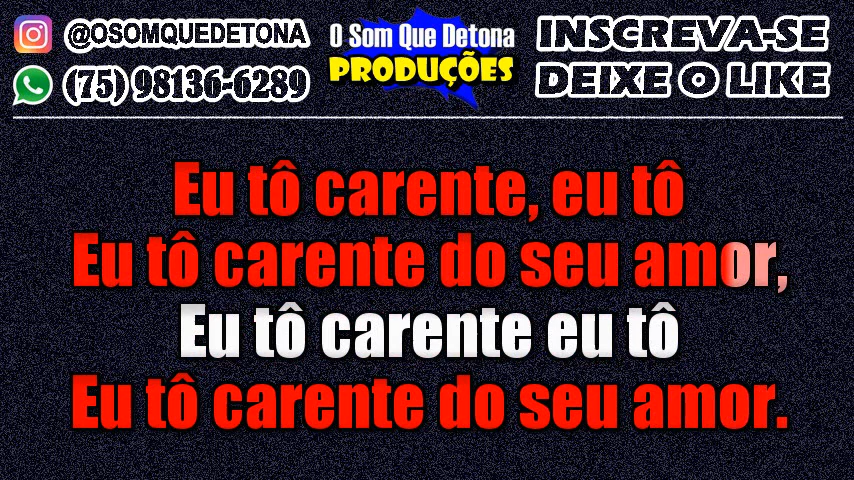 @OSOMQUEDETONA
(75) 98136-6289
O Som Que Detona
PRODUÇÕES
INSCREVA-SE
DEIXE O LIKE
Eu tô carente, eu tô
Eu tô carente do seu amor,
Eu tô carente eu tô
Eu tô carente do seu amor.